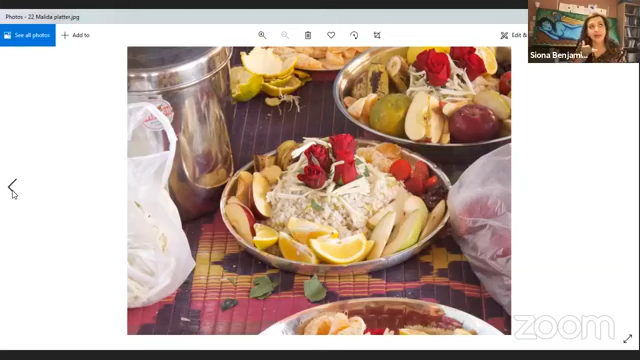 Photos - 22 Malida platter.jpg
See all photos
Add to
Edit &
Siona Benjami...
zoom